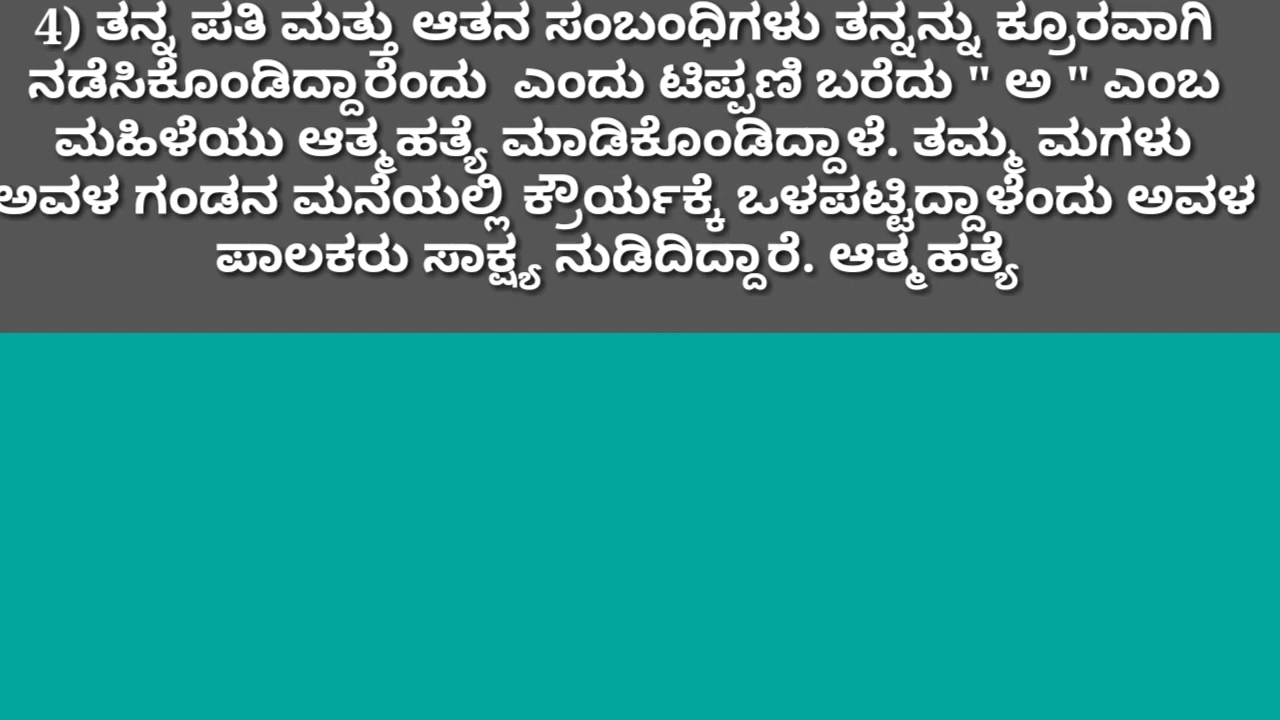 4) ತನ್ನ ಪತಿ ಮತ್ತು ಆತನ ಸಂಬಂಧಿಗಳು ತನ್ನನ್ನು ಕ್ರೂರವಾಗಿ
ನಡೆಸಿಕೊಂಡಿದ್ದಾರೆಂದು ಎಂದು ಟಿಪ್ಪಣಿ ಬರೆದು " ಅ " ಎಂಬ
ಮಹಿಳೆಯು ಆತ್ಮಹತ್ಯೆ ಮಾಡಿಕೊಂಡಿದ್ದಾಳೆ. ತಮ್ಮ ಮಗಳು
ಅವಳ ಗಂಡನ ಮನೆಯಲ್ಲಿ ಕ್ರೌರ್ಯಕ್ಕೆ ಒಳಪಟ್ಟಿದ್ದಾಳೆಂದು ಅವಳ
ಪಾಲಕರು ಸಾಕ್ಷ್ಯ ನುಡಿದಿದ್ದಾರೆ. ಆತ್ಮಹತ್ಯೆ